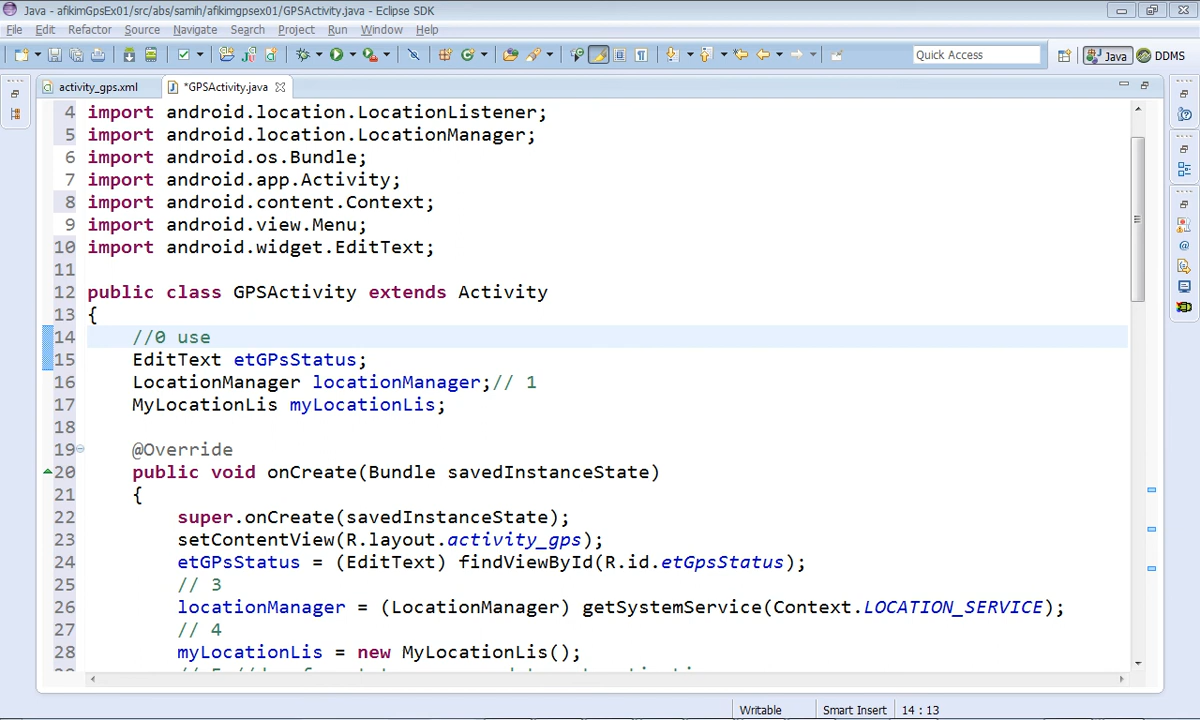 Java - afkimGpsEx01/src/abs/samih/afikimgpsex01/GPSActivity.java - Eclipse SDK
File Edit Refactor Source Navigate Search Project Run Window Help
Quick Access
Java
DDMS
activity_gps.xml
*GPSActivity.java
4 import android.location.LocationListener;
5 import android.location.LocationManager;
6 import android.os.Bundle;
7 import android.app.Activity;
8 import android.content.Context;
9 import android.view.Menu;
10 import android.widget.EditText;
11
12 public class GPSActivity extends Activity
13 {
14 //0 use
15 EditText etGPsStatus;
16 LocationManager locationManager;// 1
17 MyLocationLis myLocationLis;
18
19 @Override
20 public void onCreate(Bundle savedInstanceState)
21 {
22 super.onCreate(savedInstanceState);
23 setContentView(R.layout.activity_gps);
24 etGPsStatus = (EditText) findViewById(R.id.etGpsStatus);
25 // 3
26 locationManager = (LocationManager) getSystemService(Context.LOCATION_SERVICE);
27 // 4
28 myLocationLis = new MyLocationLis();
Writable
Smart Insert
14 : 13